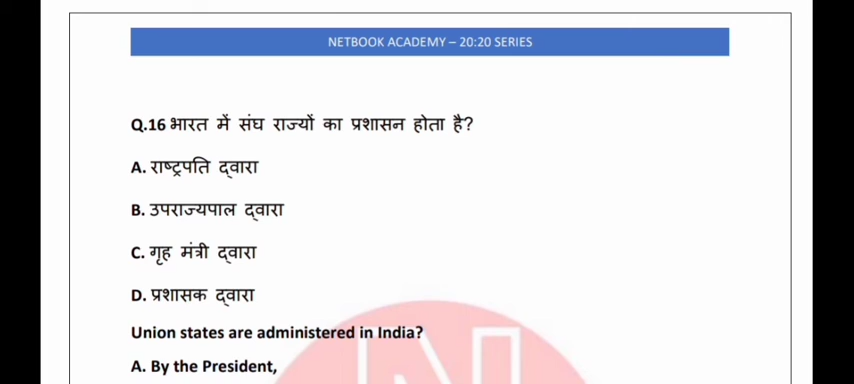 NETBOOK ACADEMY – 20:20 SERIES
Q.16 भारत में संघ राज्यों का प्रशासन होता है?
A. राष्ट्रपति द्वारा
B. उपराज्यपाल द्वारा
C. गृह मंत्री द्वारा
D. प्रशासक द्वारा
Union states are administered in India?
A. By the President,
N